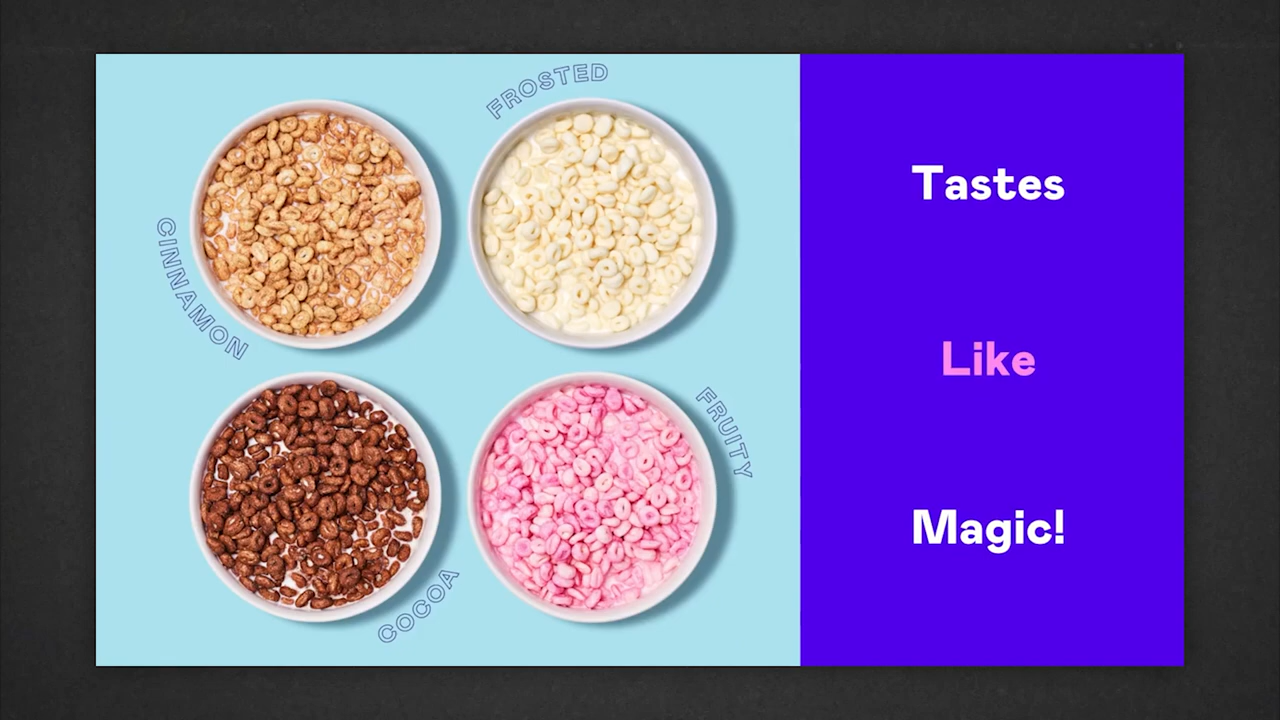 FROSTED
CINNAMON
FRUITY
COCOA
Tastes
Like
Magic!